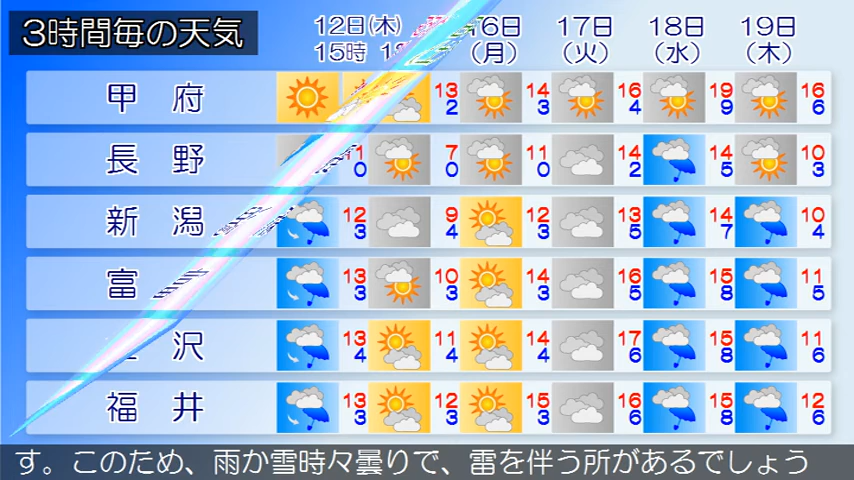 3時間毎の天気
12日(木) 16日 17日 18日 19日
15時 (月) (火) (水) (木)
甲府 13 2 14 3 16 4 19 9 16 6
長野 11 0 7 0 11 0 14 2 14 5 10 3
新潟 12 3 9 4 12 3 13 5 14 7 10 4
富 13 3 10 3 14 3 16 5 15 8 11 5
沢 13 4 11 4 14 4 17 6 15 8 11 6
福井 13 3 12 3 15 3 16 6 15 8 12 6
す。このため、雨か雪時々曇りで、雷を伴う所があるでしょう